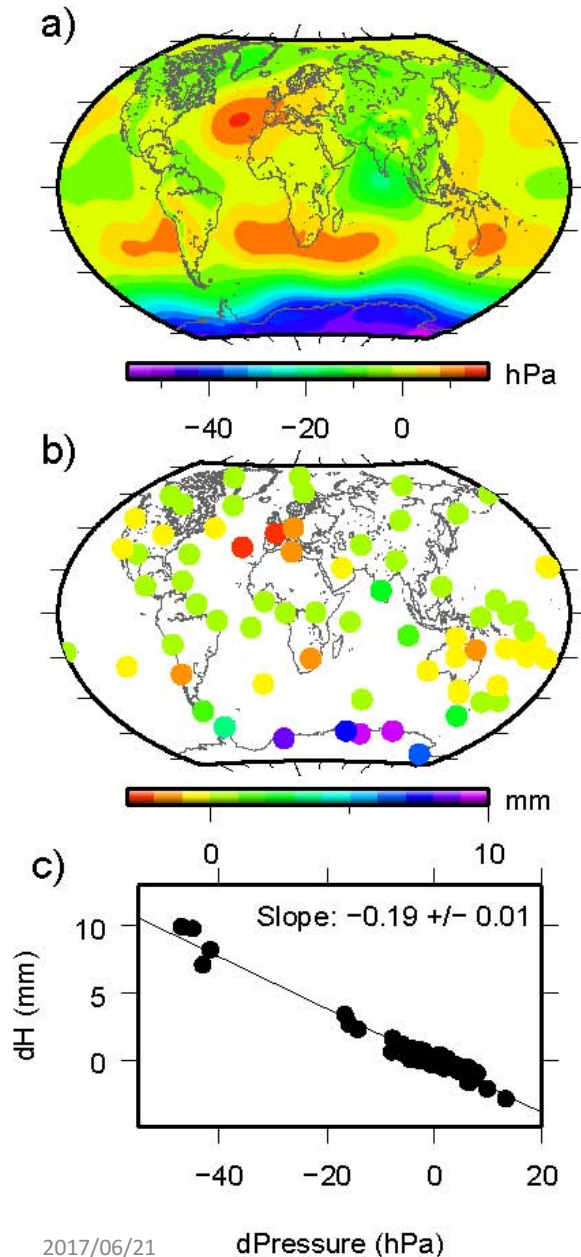 a)
hPa
−40 −20 0
b)
mm
0 10
c)
Slope: −0.19 +/− 0.01
10
5
0
dH (mm)
−40 −20 0 20
dPressure (hPa)
2017/06/21